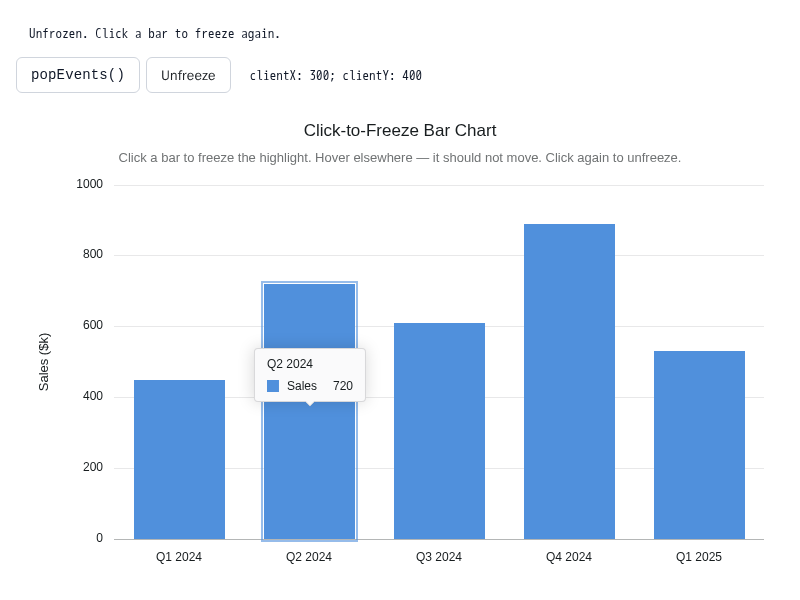 Unfrozen. Click a bar to freeze again.
popEvents() Unfreeze clientX: 300; clientY: 400
Click-to-Freeze Bar Chart
Click a bar to freeze the highlight. Hover elsewhere — it should not move. Click again to unfreeze.
1000
800
600
400
200
0
Sales ($k)
Q2 2024
Sales 720
Q1 2024 Q2 2024 Q3 2024 Q4 2024 Q1 2025